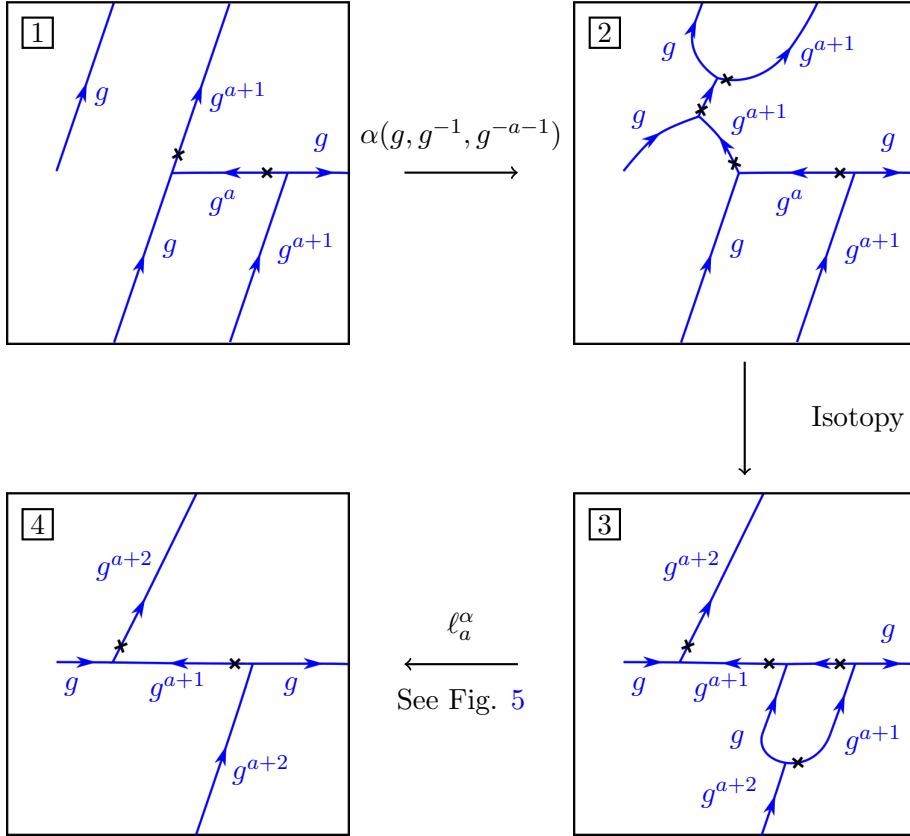 1
g
g^{a+1}
g
g^a
g
g^{a+1}
α(g, g^{-1}, g^{-a-1})
2
g
g^{a+1}
g
g^{a+1}
g
g^a
g
g^{a+1}
Isotopy
3
g^{a+2}
g
g^{a+1}
g
g
g^{a+1}
g^{a+2}
ℓ_a^α
See Fig. 5
4
g^{a+2}
g
g^{a+1}
g
g^{a+2}